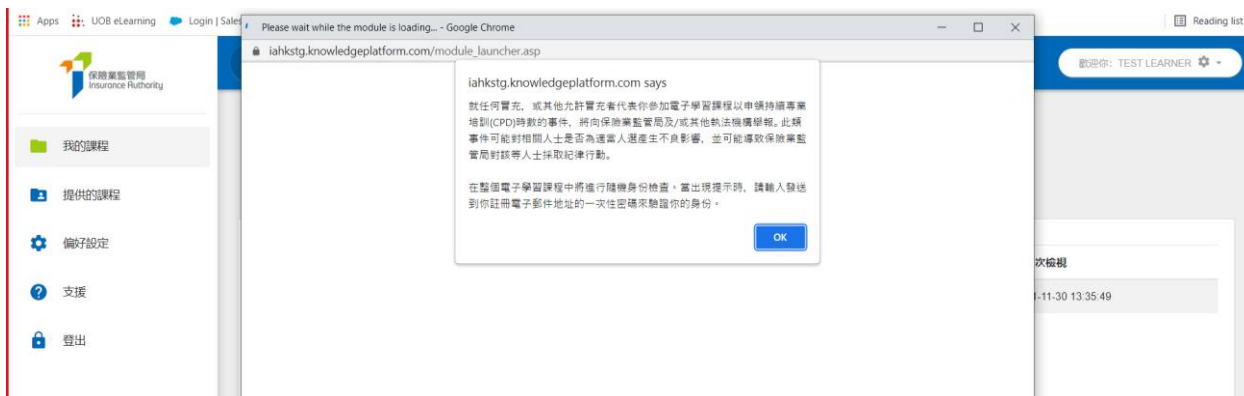 Apps
UOB eLearning
Login | Sales
Reading list
Please wait while the module is loading... - Google Chrome
iahkstg.knowledgeplatform.com/module_launcher.asp
保險業監管局
Insurance Authority
歡迎你: TEST LEARNER
iahkstg.knowledgeplatform.com says
就任何冒充，或其他允許冒充者代表你參加電子學習課程以申領持續專業
培訓(CPD)時數的事件，將向保險業監管局及/或其他執法機構舉報。此類
事件可能對相關人士是否為適當人選產生不良影響，並可能導致保險業監
管局對該等人士採取紀律行動。
在整個電子學習課程中將進行隨機身份檢查。當出現提示時，請輸入發送
到你註冊電子郵件地址的一次性密碼來驗證你的身份。
OK
我的課程
提供的課程
偏好設定
支援
登出
次檢視
1-11-30 13:35:49